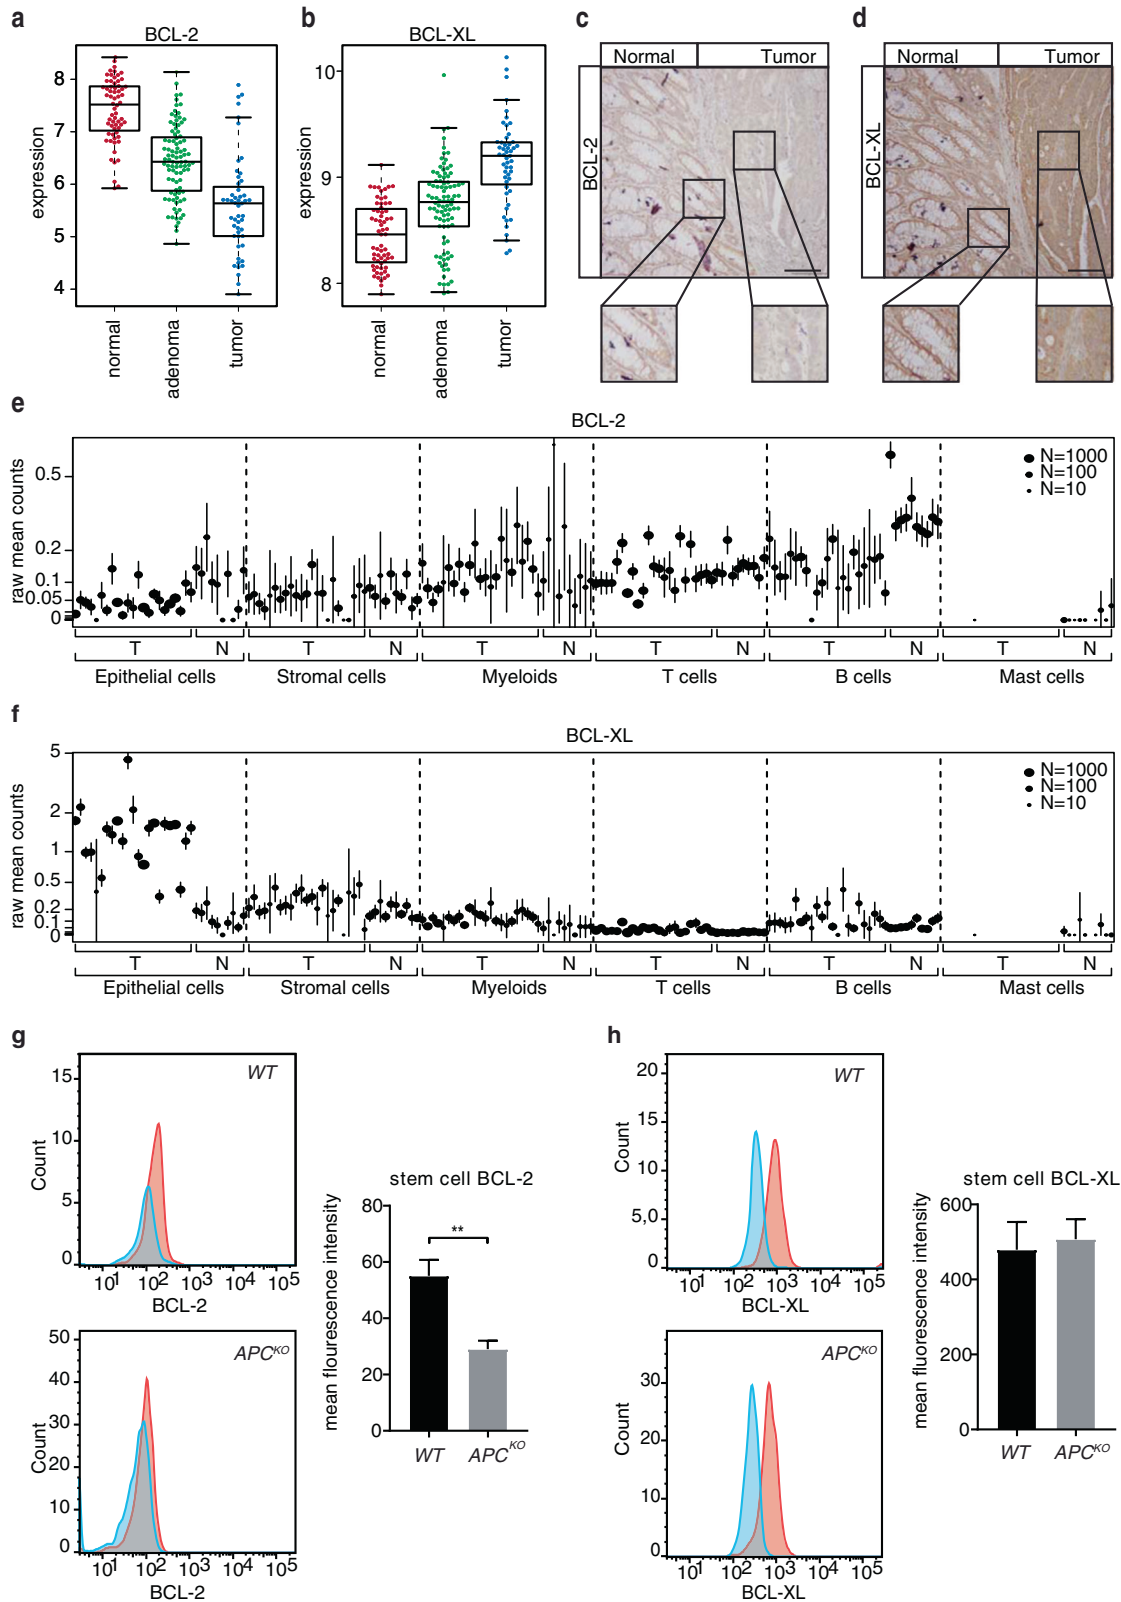 a
BCL-2
expression
8
7
6
5
4
normal
adenoma
tumor
b
BCL-XL
expression
10
9
8
normal
adenoma
tumor
c
Normal
Tumor
BCL-2
d
Normal
Tumor
BCL-XL
e
BCL-2
raw mean counts
0.5
0.2
0.1
0.05
0
N=1000
N=100
N=10
T N T N T N T N T N T N
Epithelial cells Stromal cells Myeloids T cells B cells Mast cells
f
BCL-XL
raw mean counts
5
2
1
0.5
0.2
0.1
0
N=1000
N=100
N=10
T N T N T N T N T N T N
Epithelial cells Stromal cells Myeloids T cells B cells Mast cells
g
WT
Count
15
10
5
0
10¹ 10² 10³ 10⁴ 10⁵
BCL-2
APCᴷᴼ
Count
50
40
30
20
10
0
10¹ 10² 10³ 10⁴ 10⁵
BCL-2
stem cell BCL-2
mean flourescence intensity
80
60
40
20
0
**
WT APCᴷᴼ
h
WT
Count
20
15
10
5,0
0
10¹ 10² 10³ 10⁴ 10⁵
BCL-XL
APCᴷᴼ
Count
30
20
10
0
10¹ 10² 10³ 10⁴ 10⁵
BCL-XL
stem cell BCL-XL
mean fluorescence intensity
600
400
200
0
WT APCᴷᴼ